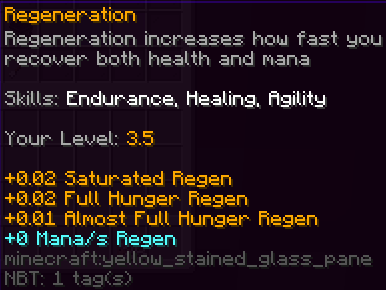 Regeneration
Regeneration increases how fast you
recover both health and mana
Skills: Endurance, Healing, Agility
Your Level: 3.5
+0.02 Saturated Regen
+0.02 Full Hunger Regen
+0.01 Almost Full Hunger Regen
+0 Mana/s Regen
minecraft:yellow_stained_glass_pane
NBT: 1 tag(s)